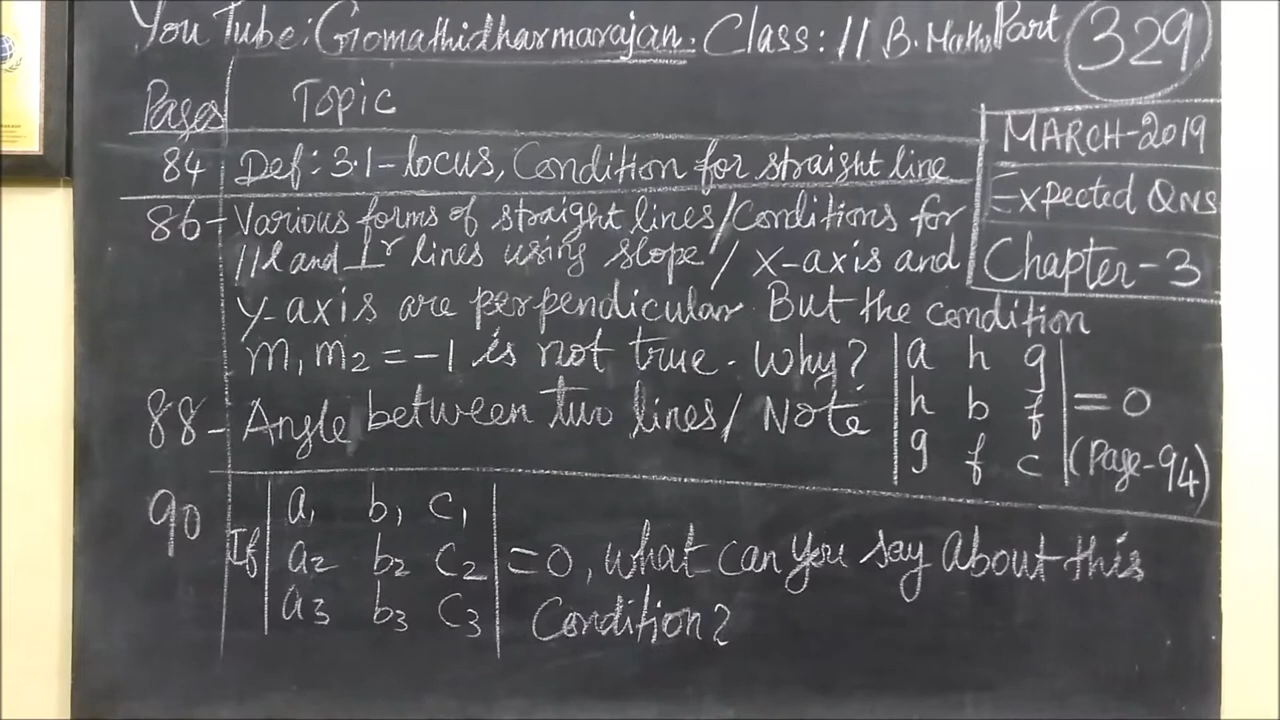 YouTube: Gomathidharmarajan. Class: 11 B. Maths Part 329
Pages Topic
MARCH-2019
Expected QNS
Chapter-3
84 Def: 3.1-locus, Condition for straight line
86- Various forms of straight lines/Conditions for
//l and ⊥r lines using slope/ x-axis and
y-axis are perpendicular. But the condition
m₁ m₂ = -1 is not true. Why?
88- Angle between two lines/ Note
| a h g |
| h b f | = 0
| g f c | (Page-94)
90 If | a₁ b₁ c₁ |
| a₂ b₂ c₂ | = 0, what can you say about this
| a₃ b₃ c₃ | Condition?